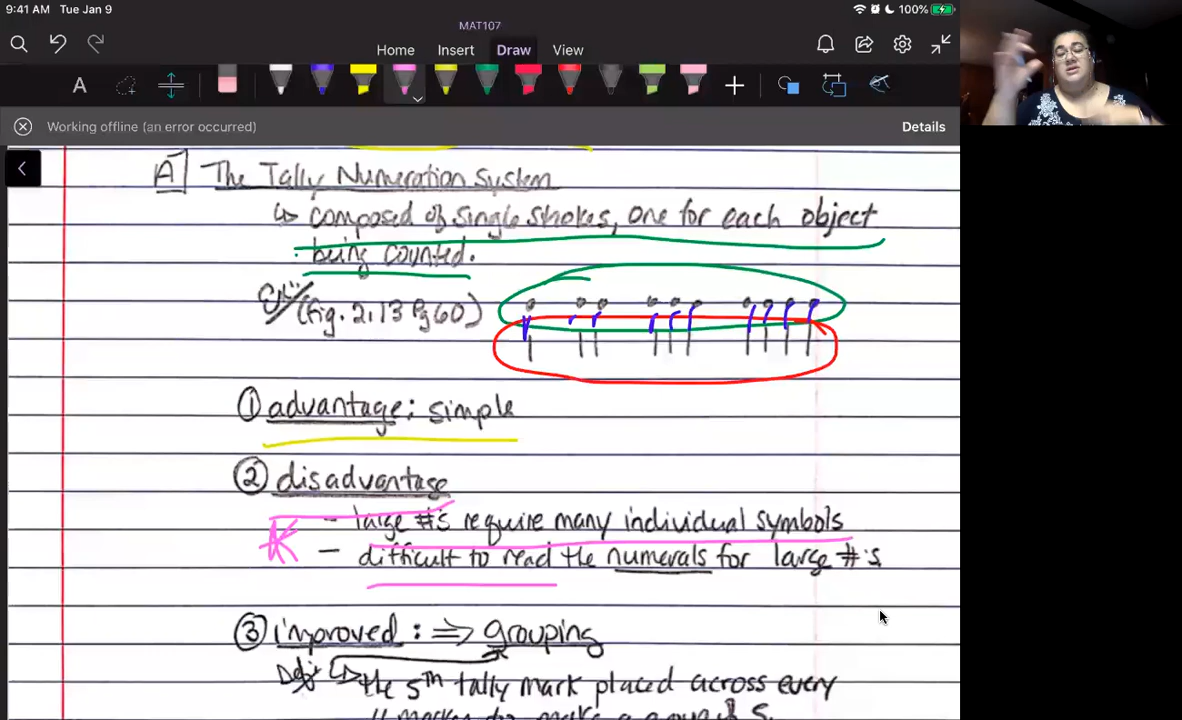 9:41 AM Tue Jan 9
100%
MAT107
Home Insert Draw View
A
Working offline (an error occurred)
Details
A The Tally Numeration System
↳ composed of single strokes, one for each object
being counted.
Ex// (fig. 2.13 Pg 60)
① advantage: simple
② disadvantage
- large #'s require many individual symbols
- difficult to read the numerals for large #'s
③ improved: ⇒ grouping
Def: ↳ the 5th tally mark placed across every